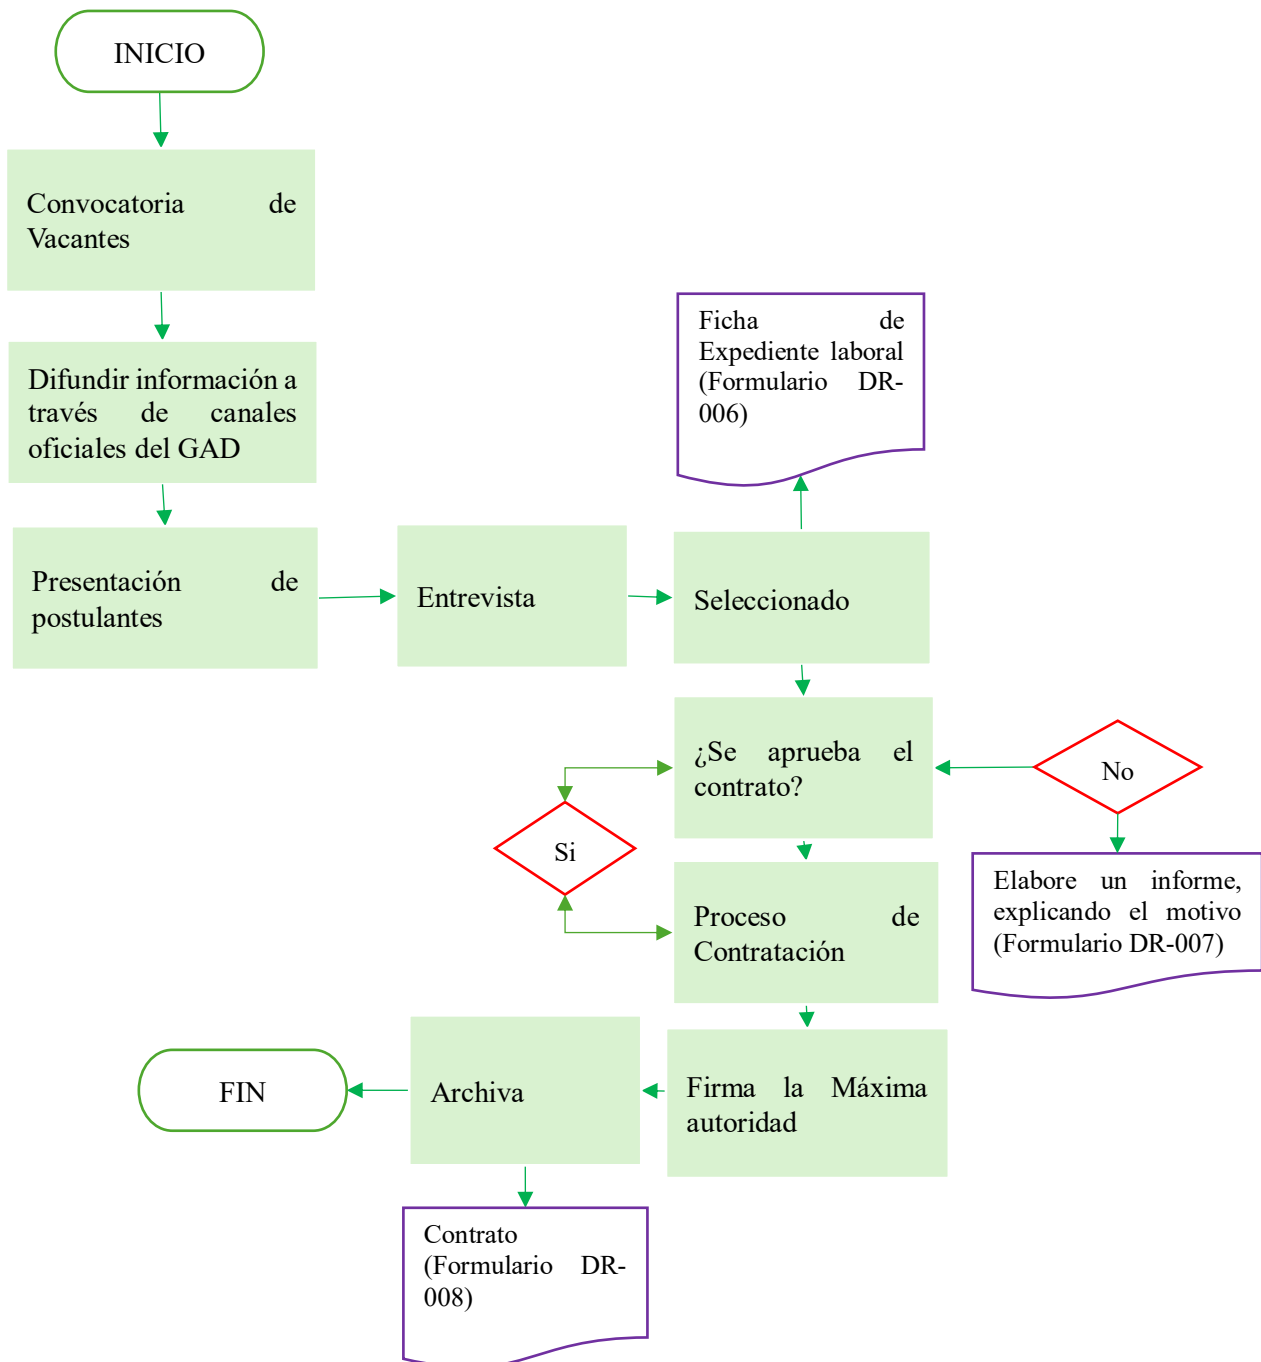 INICIO
Convocatoria de
Vacantes
Difundir información a
través de canales
oficiales del GAD
Presentación de
postulantes
Entrevista
Seleccionado
Ficha de
Expediente laboral
(Formulario DR-
006)
¿Se aprueba el
contrato?
No
Si
Elabore un informe,
explicando el motivo
(Formulario DR-007)
Proceso de
Contratación
Firma la Máxima
autoridad
Archiva
FIN
Contrato
(Formulario DR-
008)